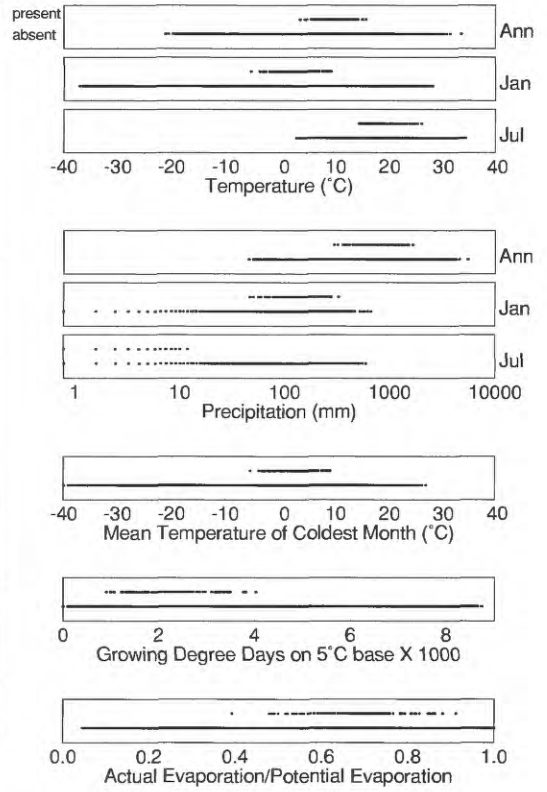 present
absent
Ann
Jan
Jul
-40 -30 -20 -10 0 10 20 30 40
Temperature (˚C)
Ann
Jan
Jul
1 10 100 1000 10000
Precipitation (mm)
-40 -30 -20 -10 0 10 20 30 40
Mean Temperature of Coldest Month (˚C)
0 2 4 6 8
Growing Degree Days on 5˚C base X 1000
0.0 0.2 0.4 0.6 0.8 1.0
Actual Evaporation/Potential Evaporation